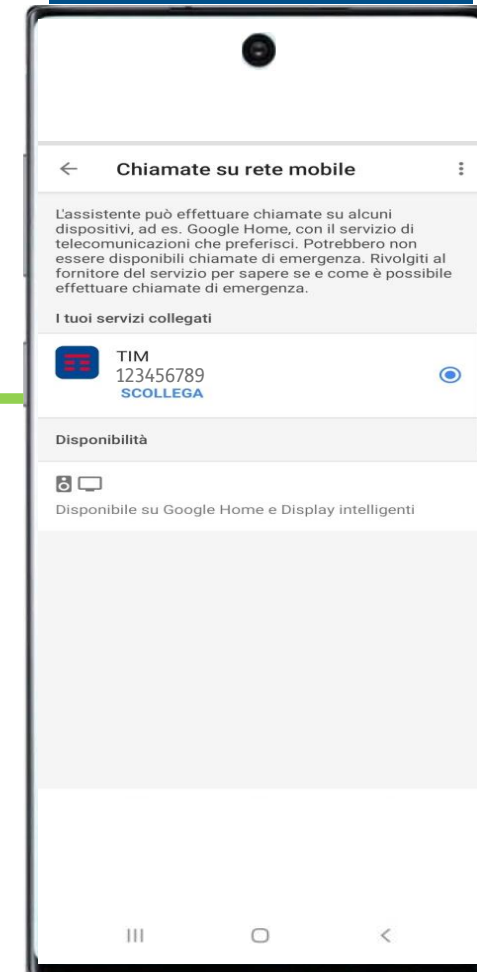 Chiamate su rete mobile
L'assistente può effettuare chiamate su alcuni
dispositivi, ad es. Google Home, con il servizio di
telecomunicazioni che preferisci. Potrebbero non
essere disponibili chiamate di emergenza. Rivolgiti al
fornitore del servizio per sapere se e come è possibile
effettuare chiamate di emergenza.
I tuoi servizi collegati
TIM
123456789
SCOLLEGA
Disponibilità
Disponibile su Google Home e Display intelligenti